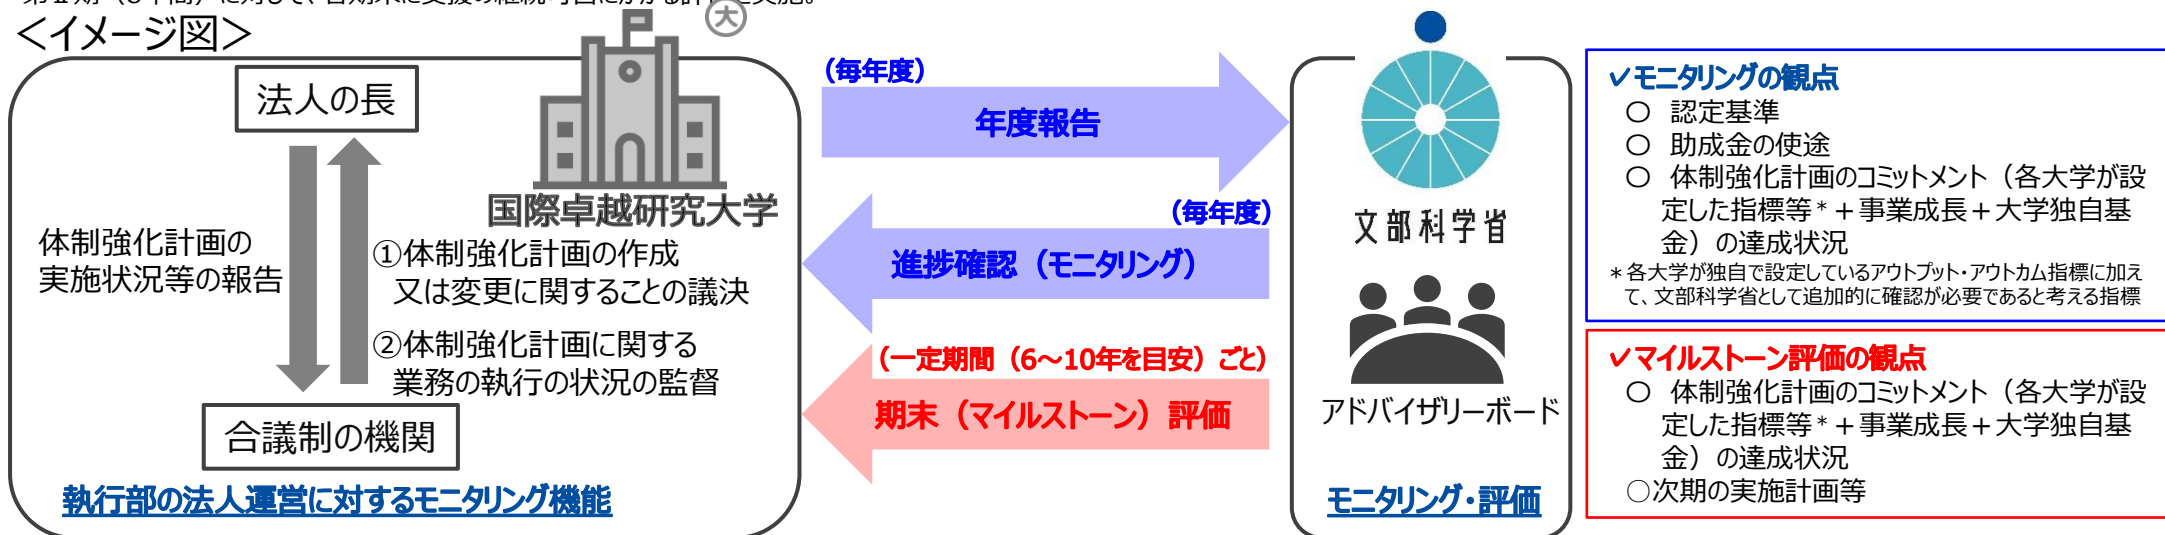 ＜イメージ図＞
大
法人の長
国際卓越研究大学
体制強化計画の
実施状況等の報告
①体制強化計画の作成
又は変更に関することの議決
②体制強化計画に関する
業務の執行の状況の監督
合議制の機関
執行部の法人運営に対するモニタリング機能
（毎年度）
年度報告
（毎年度）
進捗確認（モニタリング）
（一定期間（6～10年を目安）ごと）
期末（マイルストーン）評価
文部科学省
アドバイザリーボード
モニタリング・評価
✓モニタリングの観点
○ 認定基準
○ 助成金の使途
○ 体制強化計画のコミットメント（各大学が設
定した指標等*＋事業成長＋大学独自基
金）の達成状況
*各大学が独自で設定しているアウトプット・アウトカム指標に加え
て、文部科学省として追加的に確認が必要であると考える指標
✓マイルストーン評価の観点
○ 体制強化計画のコミットメント（各大学が設
定した指標等*＋事業成長＋大学独自基
金）の達成状況
○次期の実施計画等